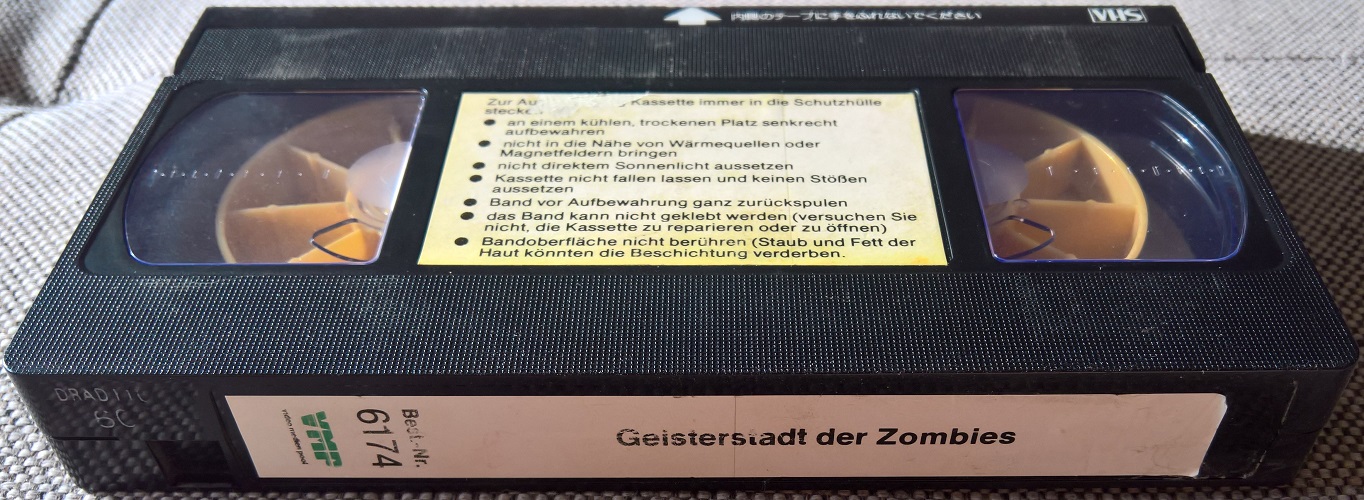 内側のテープに手をふれないでください
VHS
Zur Au Kassette immer in die Schutzhülle
● an einem kühlen, trockenen Platz senkrecht
aufbewahren
● nicht in die Nähe von Wärmequellen oder
Magnetfeldern bringen
● nicht direktem Sonnenlicht aussetzen
● Kassette nicht fallen lassen und keinen Stößen
aussetzen
● Band vor Aufbewahrung ganz zurückspulen
● das Band kann nicht geklebt werden (versuchen Sie
nicht, die Kassette zu reparieren oder zu öffnen)
● Bandoberfläche nicht berühren (Staub und Fett der
Haut könnten die Beschichtung verderben.
VMP
video medien pool
Best.-Nr.
6174
Geisterstadt der Zombies